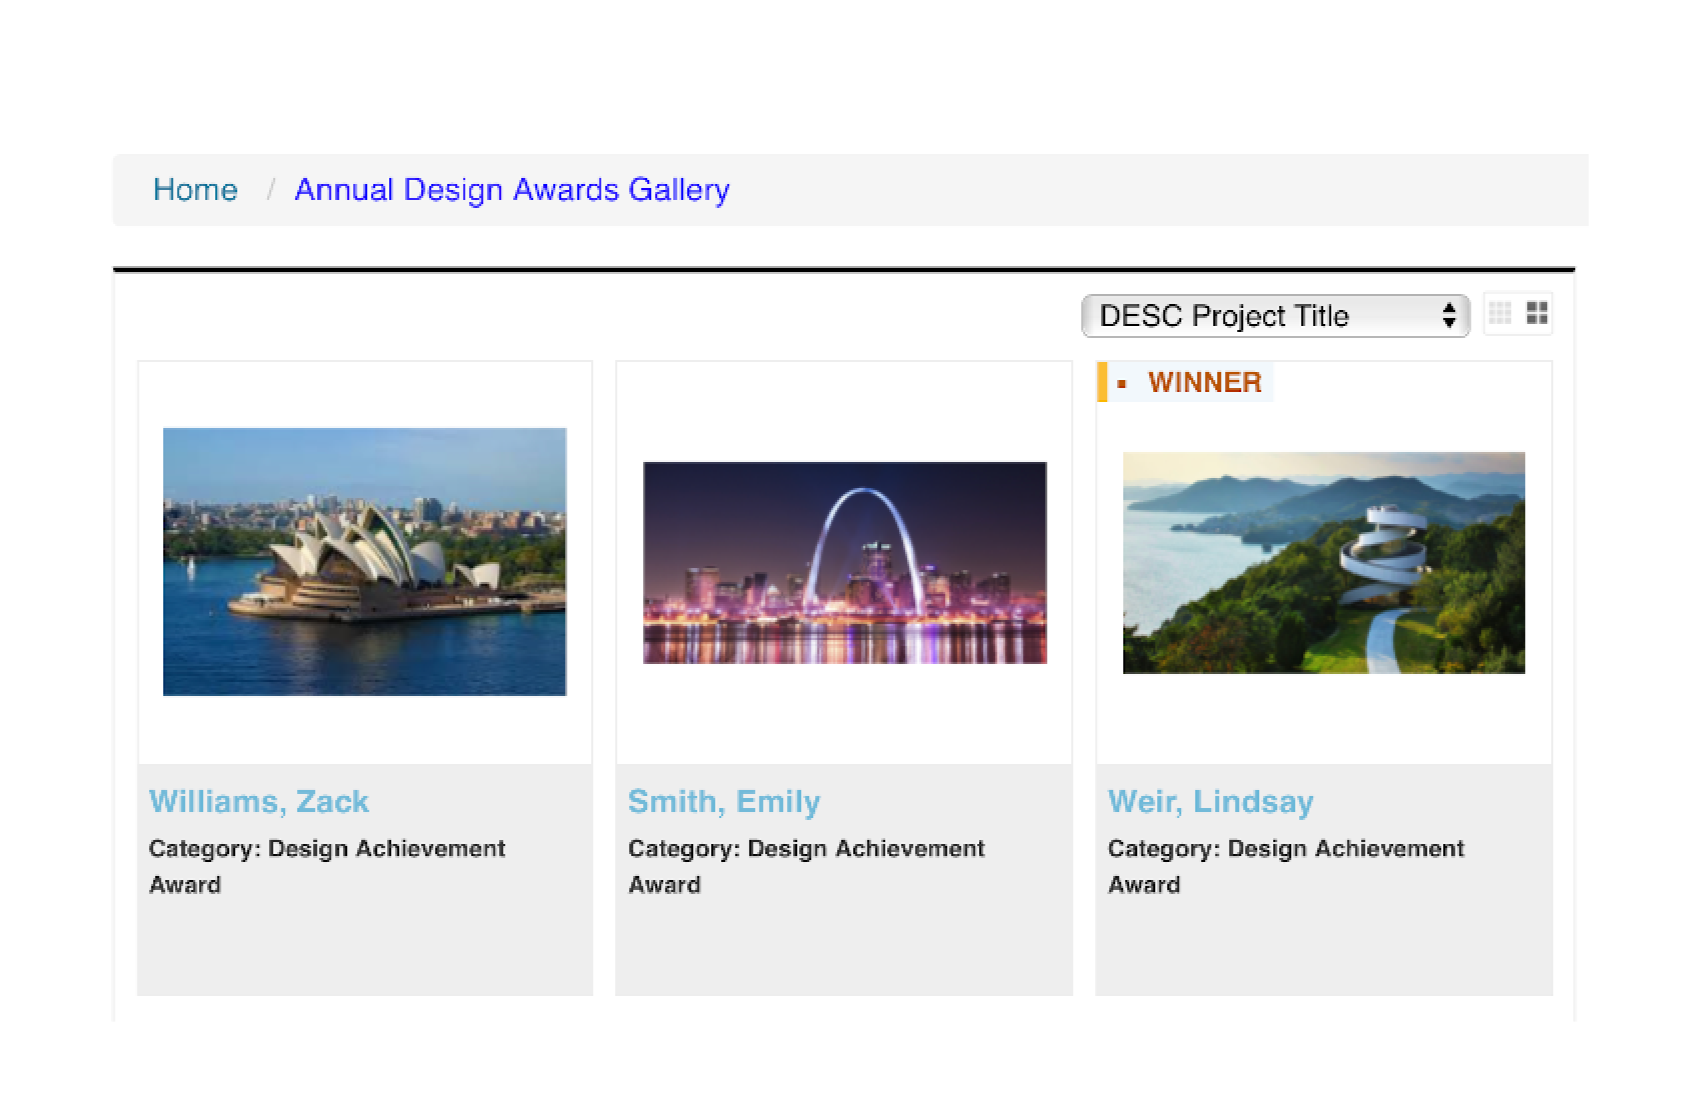 Home / Annual Design Awards Gallery
DESC Project Title
▪ WINNER
Williams, Zack
Category: Design Achievement
Award
Smith, Emily
Category: Design Achievement
Award
Weir, Lindsay
Category: Design Achievement
Award